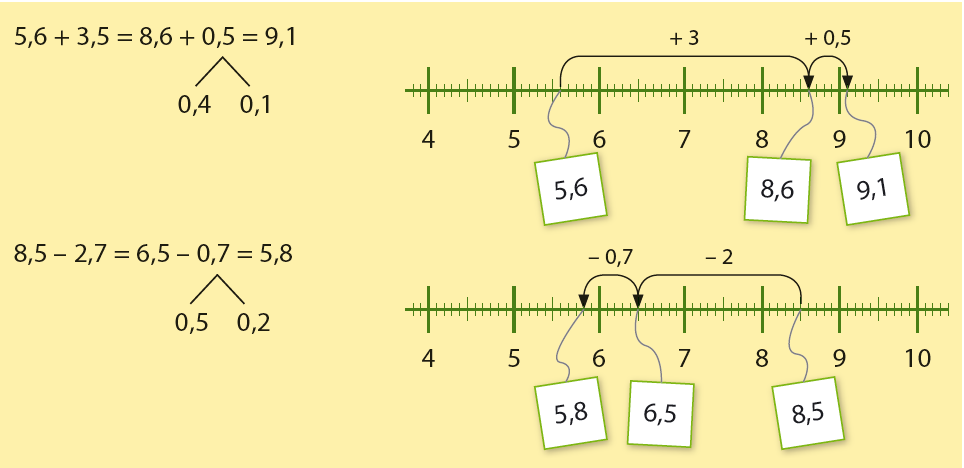 5,6 + 3,5 = 8,6 + 0,5 = 9,1
0,4 0,1
+ 3 + 0,5
4 5 6 7 8 9 10
5,6 8,6 9,1
8,5 – 2,7 = 6,5 – 0,7 = 5,8
0,5 0,2
– 0,7 – 2
4 5 6 7 8 9 10
5,8 6,5 8,5